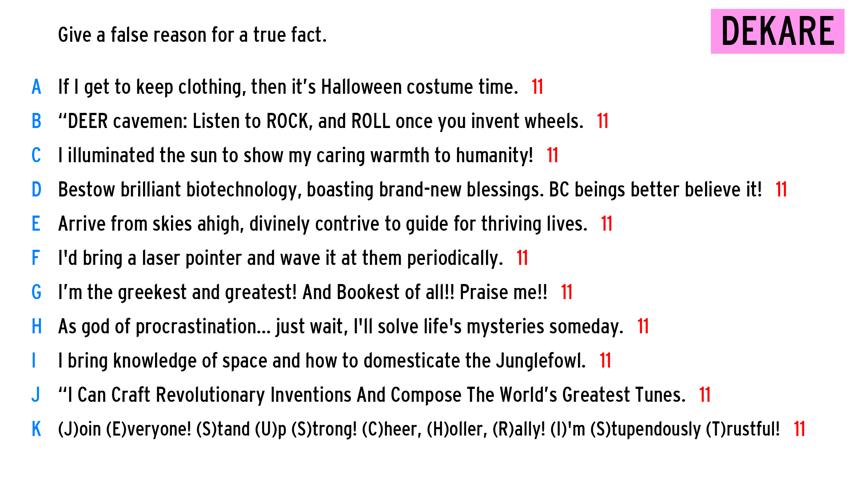 Give a false reason for a true fact.
DEKARE
A If I get to keep clothing, then it’s Halloween costume time. 11
B “DEER cavemen: Listen to ROCK, and ROLL once you invent wheels. 11
C I illuminated the sun to show my caring warmth to humanity! 11
D Bestow brilliant biotechnology, boasting brand-new blessings. BC beings better believe it! 11
E Arrive from skies ahigh, divinely contrive to guide for thriving lives. 11
F I'd bring a laser pointer and wave it at them periodically. 11
G I’m the greekest and greatest! And Bookest of all!! Praise me!! 11
H As god of procrastination... just wait, I'll solve life's mysteries someday. 11
I I bring knowledge of space and how to domesticate the Junglefowl. 11
J “I Can Craft Revolutionary Inventions And Compose The World’s Greatest Tunes. 11
K (J)oin (E)veryone! (S)tand (U)p (S)trong! (C)heer, (H)oller, (R)ally! (I)'m (S)tupendously (T)rustful! 11